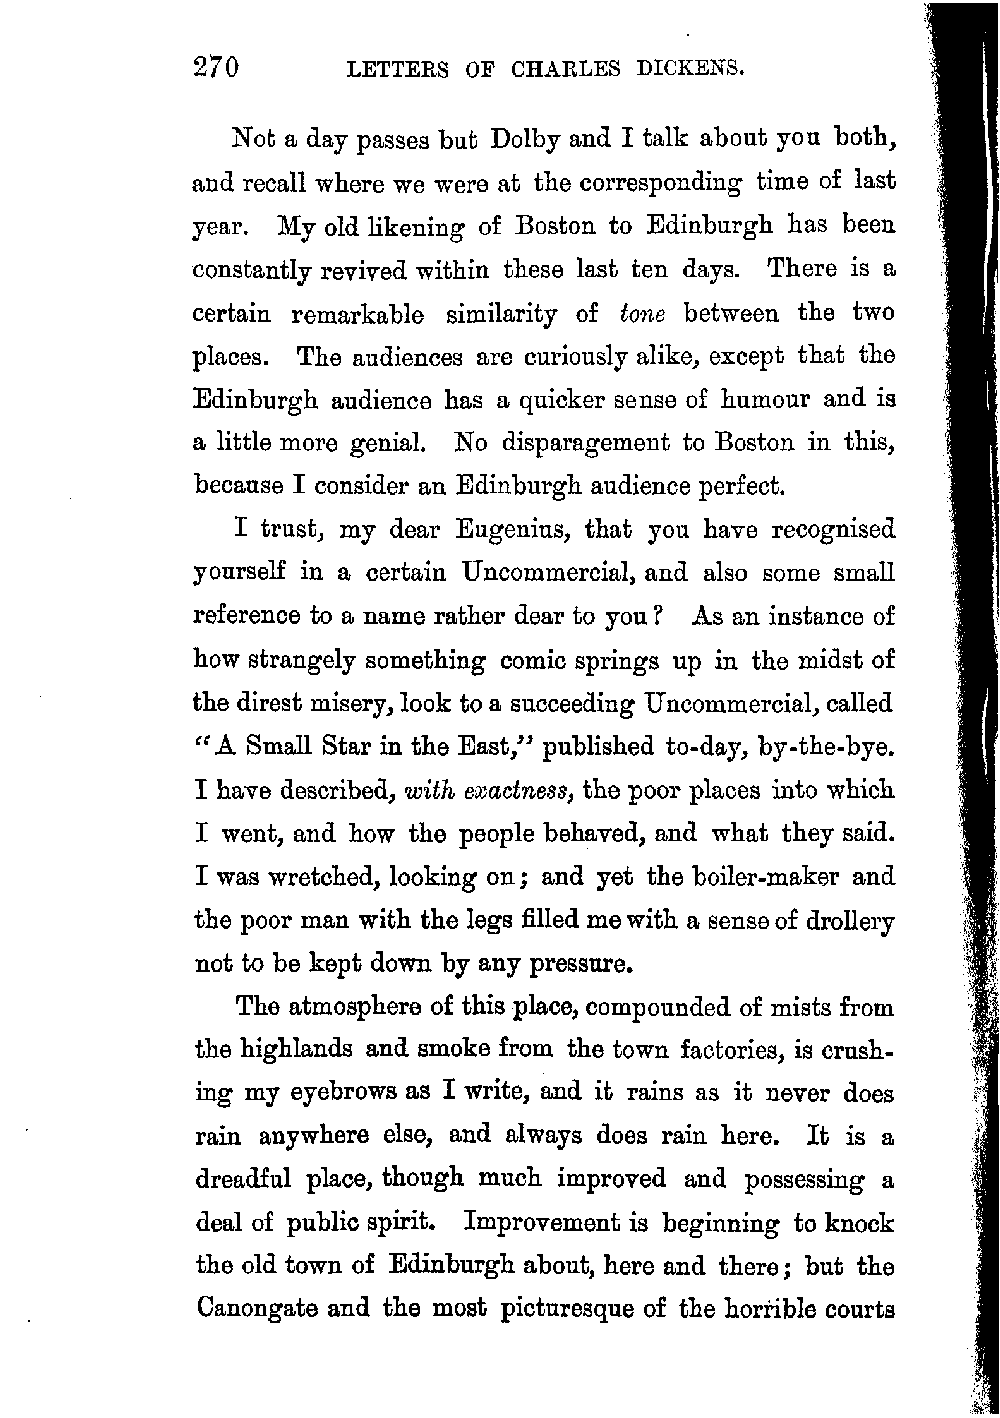 270 LETTERS OF CHARLES DICKENS.
Not a day passes but Dolby and I talk about you both,
and recall where we were at the corresponding time of last
year. My old likening of Boston to Edinburgh has been
constantly revived within these last ten days. There is a
certain remarkable similarity of tone between the two
places. The audiences are curiously alike, except that the
Edinburgh audience has a quicker sense of humour and is
a little more genial. No disparagement to Boston in this,
because I consider an Edinburgh audience perfect.
I trust, my dear Eugenius, that you have recognised
yourself in a certain Uncommercial, and also some small
reference to a name rather dear to you? As an instance of
how strangely something comic springs up in the midst of
the direst misery, look to a succeeding Uncommercial, called
“A Small Star in the East,” published to-day, by-the-bye.
I have described, with exactness, the poor places into which
I went, and how the people behaved, and what they said.
I was wretched, looking on; and yet the boiler-maker and
the poor man with the legs filled me with a sense of drollery
not to be kept down by any pressure.
The atmosphere of this place, compounded of mists from
the highlands and smoke from the town factories, is crush-
ing my eyebrows as I write, and it rains as it never does
rain anywhere else, and always does rain here. It is a
dreadful place, though much improved and possessing a
deal of public spirit. Improvement is beginning to knock
the old town of Edinburgh about, here and there; but the
Canongate and the most picturesque of the horrible courts